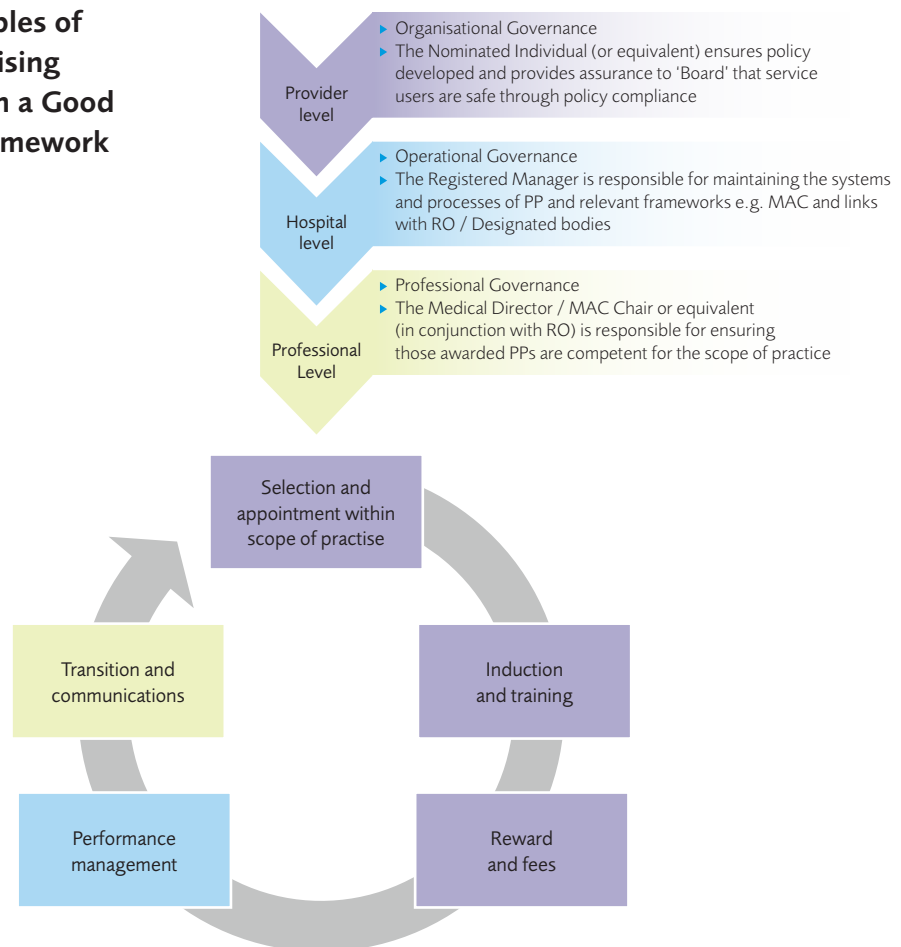 ples of
ising
n a Good
mework
Provider
level
▶ Organisational Governance
▶ The Nominated Individual (or equivalent) ensures policy
developed and provides assurance to 'Board' that service
users are safe through policy compliance
Hospital
level
▶ Operational Governance
▶ The Registered Manager is responsible for maintaining the systems
and processes of PP and relevant frameworks e.g. MAC and links
with RO / Designated bodies
Professional
Level
▶ Professional Governance
▶ The Medical Director / MAC Chair or equivalent
(in conjunction with RO) is responsible for ensuring
those awarded PPs are competent for the scope of practice
Selection and
appointment within
scope of practise
Induction
and training
Reward
and fees
Performance
management
Transition and
communications